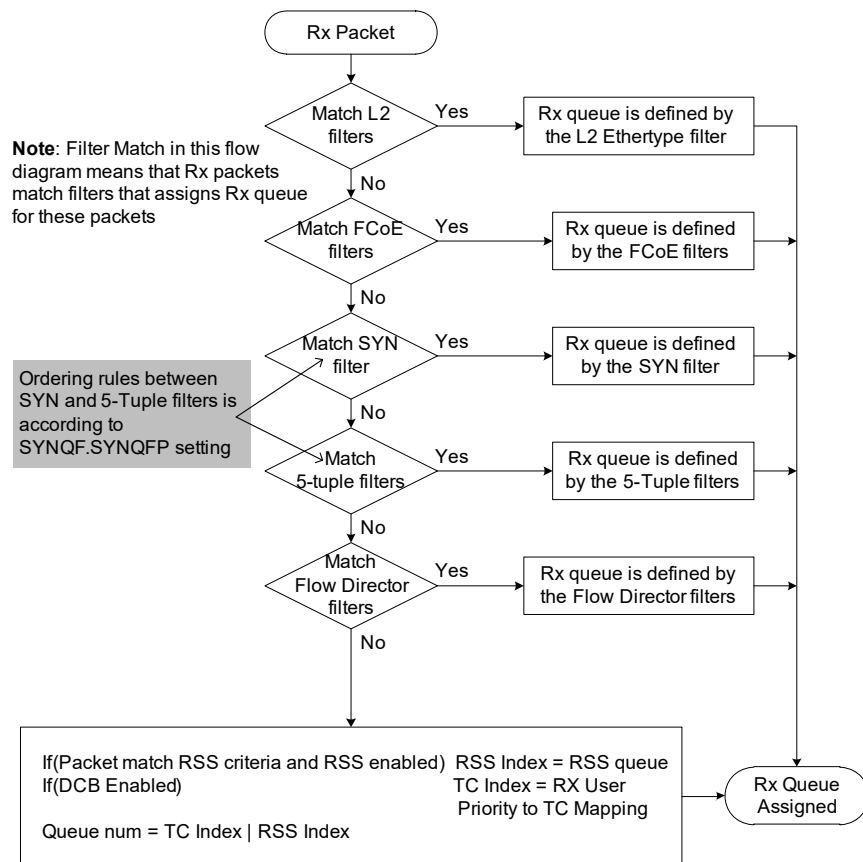 Rx Packet
Match L2
filters
Yes
Rx queue is defined by
the L2 Ethertype filter
Note: Filter Match in this flow
diagram means that Rx packets
match filters that assigns Rx queue
for these packets
No
Match FCoE
filters
Yes
Rx queue is defined
by the FCoE filters
No
Match SYN
filter
Yes
Rx queue is defined
by the SYN filter
Ordering rules between
SYN and 5-Tuple filters is
according to
SYNQF.SYNQFP setting
No
Match
5-tuple filters
Yes
Rx queue is defined
by the 5-Tuple filters
No
Match
Flow Director
filters
Yes
Rx queue is defined by
the Flow Director filters
No
If(Packet match RSS criteria and RSS enabled) RSS Index = RSS queue
If(DCB Enabled) TC Index = RX User
Priority to TC Mapping
Queue num = TC Index | RSS Index
Rx Queue
Assigned